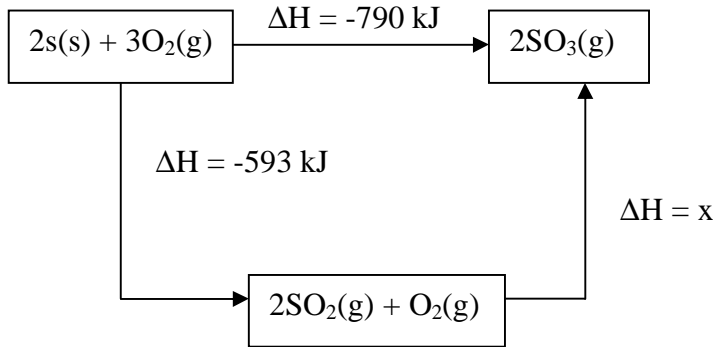 ΔH = -790 kJ
2s(s) + 3O₂(g)
2SO₃(g)
ΔH = -593 kJ
ΔH = x
2SO₂(g) + O₂(g)